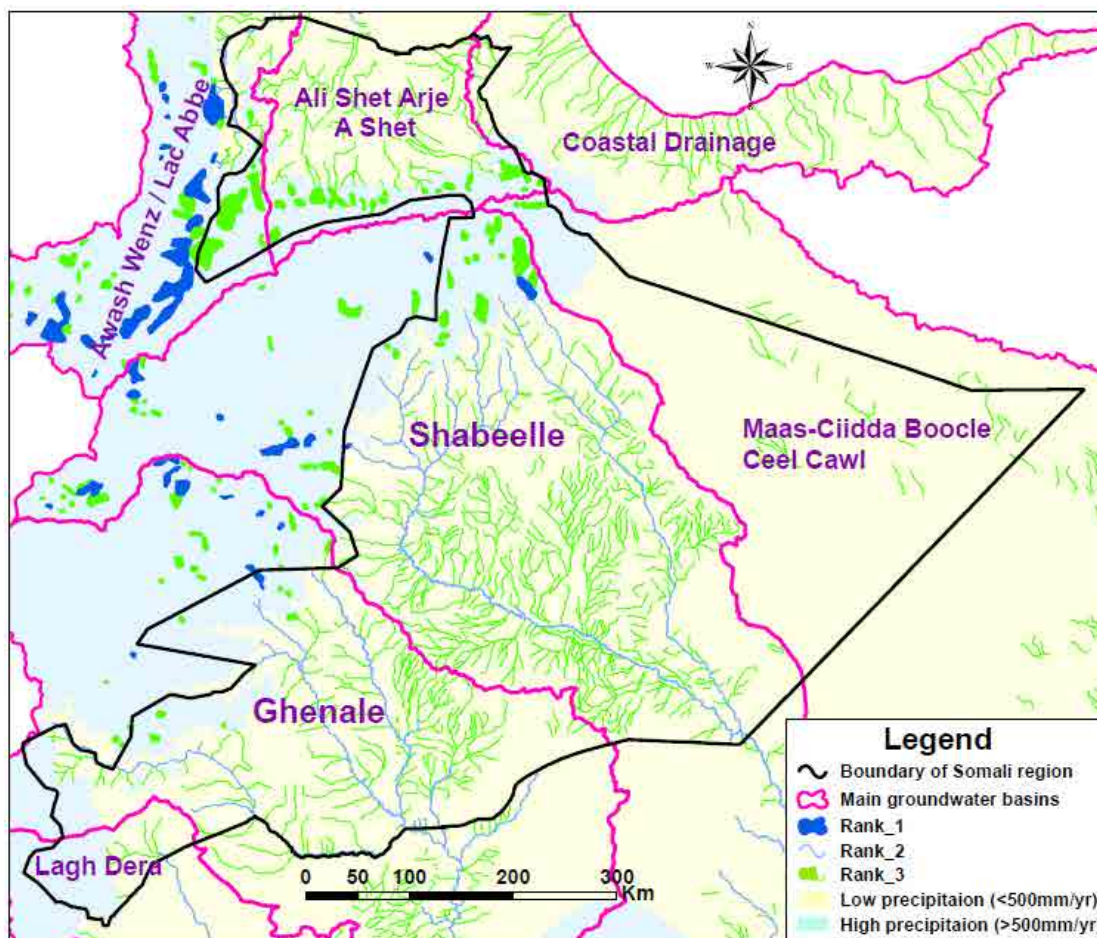 N
W E
S
Ali Shet Arje
A Shet
Coastal Drainage
Awash Wenz / Lac Abbe
Shabeelle
Maas-Ciidda Boocle
Ceel Cawl
Ghenale
Lagh Dera
0 100 200 300
Km
Legend
Boundary of Somali region
Main groundwater basins
Rank_1
Rank_2
Rank_3
Low precipitaion (<500mm/yr)
High precipitaion (>500mm/yr)